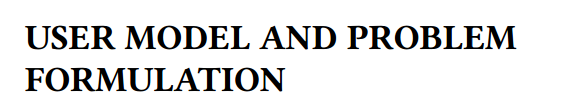 USER MODEL AND PROBLEM
FORMULATION